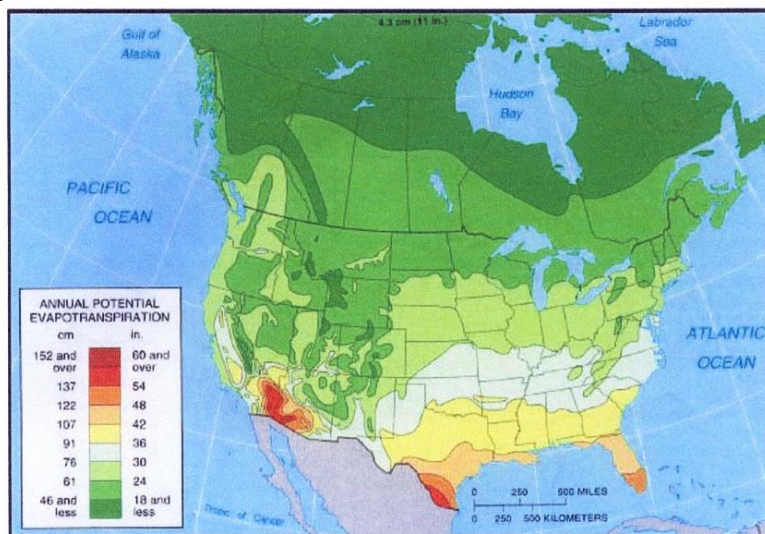 4.3 cm (11 in.)
Gulf of
Alaska
Labrador
Sea
Hudson
Bay
PACIFIC
OCEAN
ATLANTIC
OCEAN
ANNUAL POTENTIAL
EVAPOTRANSPIRATION
cm in.
152 and 60 and
over over
137 54
122 48
107 42
91 36
76 30
61 24
46 and 18 and
less less
0 250 500 MILES
0 250 500 KILOMETERS
Tropic of Cancer